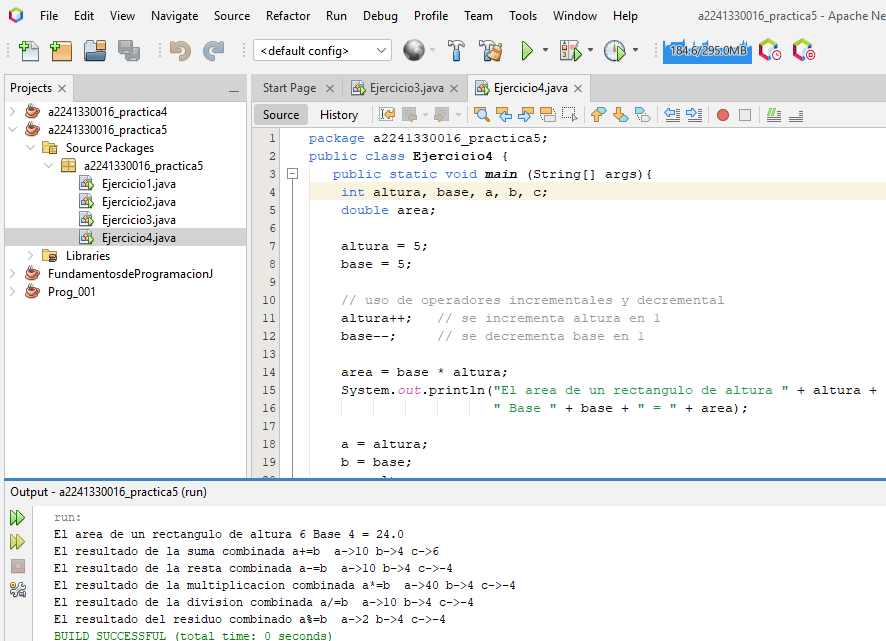 File Edit View Navigate Source Refactor Run Debug Profile Team Tools Window Help a2241330016_practica5 - Apache Ne
<default config> 184.6/295.0MB
Projects
a2241330016_practica4
a2241330016_practica5
Source Packages
a2241330016_practica5
Ejercicio1.java
Ejercicio2.java
Ejercicio3.java
Ejercicio4.java
Libraries
FundamentosdeProgramacionJ
Prog_001
Start Page Ejercicio3.java Ejercicio4.java
Source History
1 package a2241330016_practica5;
2 public class Ejercicio4 {
3 public static void main (String[] args){
4 int altura, base, a, b, c;
5 double area;
6
7 altura = 5;
8 base = 5;
9
10 // uso de operadores incrementales y decremental
11 altura++; // se incrementa altura en 1
12 base--; // se decrementa base en 1
13
14 area = base * altura;
15 System.out.println("El area de un rectangulo de altura " + altura +
16 " Base " + base + " = " + area);
17
18 a = altura;
19 b = base;
Output - a2241330016_practica5 (run)
run:
El area de un rectangulo de altura 6 Base 4 = 24.0
El resultado de la suma combinada a+=b a->10 b->4 c->6
El resultado de la resta combinada a-=b a->10 b->4 c->-4
El resultado de la multiplicacion combinada a*=b a->40 b->4 c->-4
El resultado de la division combinada a/=b a->10 b->4 c->-4
El resultado del residuo combinado a%=b a->2 b->4 c->-4
BUILD SUCCESSFUL (total time: 0 seconds)